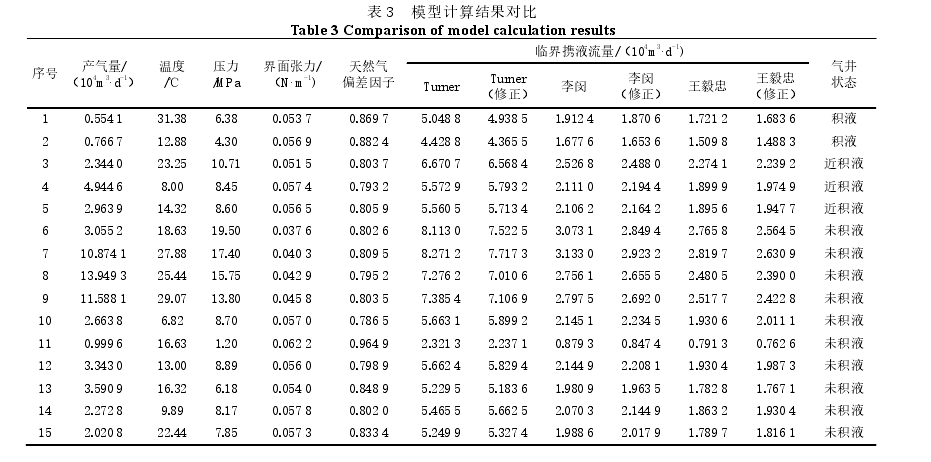 表 3 模型计算结果对比
Table 3 Comparison of model calculation results
序号 产气量/(10⁴m³·d⁻¹) 温度/℃ 压力/MPa 界面张力/(N·m⁻¹) 天然气偏差因子 临界携液流量/(10⁴m³·d⁻¹) 气井状态
Turner Turner（修正） 李闵 李闵（修正） 王毅忠 王毅忠（修正）
1 0.554 1 31.38 6.38 0.053 7 0.869 7 5.048 8 4.938 5 1.912 4 1.870 6 1.721 2 1.683 6 积液
2 0.766 7 12.88 4.30 0.056 9 0.882 4 4.428 8 4.365 5 1.677 6 1.653 6 1.509 8 1.488 3 积液
3 2.344 0 23.25 10.71 0.051 5 0.803 7 6.670 7 6.568 4 2.526 8 2.488 0 2.274 1 2.239 2 近积液
4 4.944 6 8.00 8.45 0.057 4 0.793 2 5.572 9 5.793 2 2.111 0 2.194 4 1.899 9 1.974 9 近积液
5 2.963 9 14.32 8.60 0.056 5 0.805 9 5.560 5 5.713 4 2.106 2 2.164 2 1.895 6 1.947 7 近积液
6 3.055 2 18.63 19.50 0.037 6 0.802 6 8.113 0 7.522 5 3.073 1 2.849 4 2.765 8 2.564 5 未积液
7 10.874 1 27.88 17.40 0.040 3 0.809 5 8.271 2 7.717 3 3.133 0 2.923 2 2.819 7 2.630 9 未积液
8 13.949 3 25.44 15.75 0.042 9 0.795 2 7.276 2 7.010 6 2.756 1 2.655 5 2.480 5 2.390 0 未积液
9 11.588 1 29.07 13.80 0.045 8 0.803 5 7.385 4 7.106 9 2.797 5 2.692 0 2.517 7 2.422 8 未积液
10 2.663 8 6.82 8.70 0.057 0 0.786 5 5.663 1 5.899 2 2.145 1 2.234 5 1.930 6 2.011 1 未积液
11 0.999 6 16.63 1.20 0.062 2 0.964 9 2.321 3 2.237 1 0.879 3 0.847 4 0.791 3 0.762 6 未积液
12 3.343 0 13.00 8.89 0.056 0 0.798 9 5.662 4 5.829 4 2.144 9 2.208 1 1.930 4 1.987 3 未积液
13 3.590 9 16.32 6.18 0.054 0 0.848 9 5.229 5 5.183 6 1.980 9 1.963 5 1.782 8 1.767 1 未积液
14 2.272 8 9.89 8.17 0.057 8 0.802 0 5.465 5 5.662 5 2.070 3 2.144 9 1.863 2 1.930 4 未积液
15 2.020 8 22.44 7.85 0.057 3 0.833 4 5.249 9 5.327 4 1.988 6 2.017 9 1.789 7 1.816 1 未积液